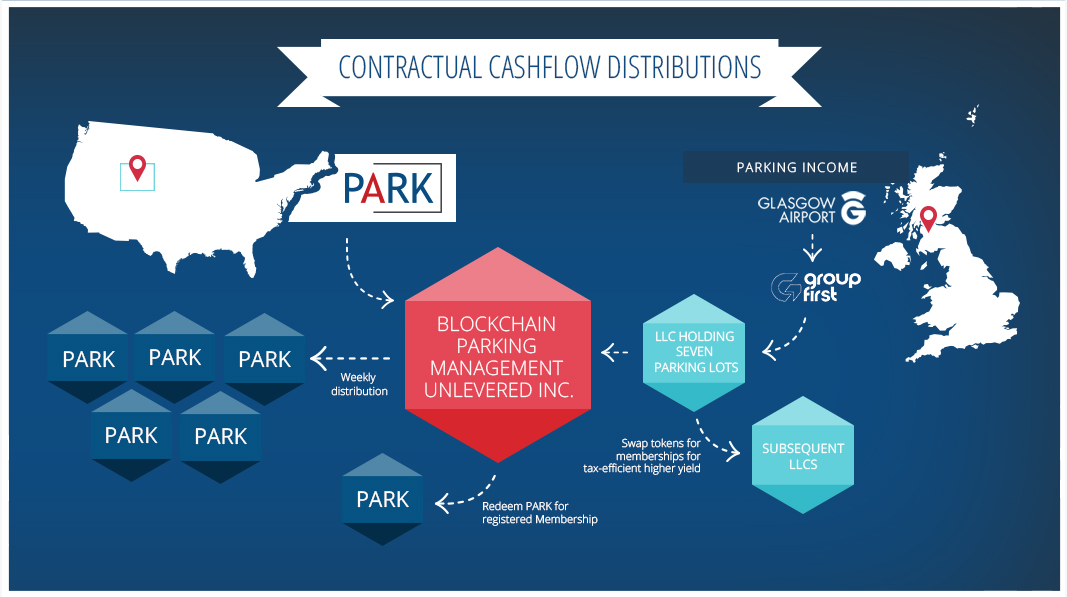 CONTRACTUAL CASHFLOW DISTRIBUTIONS
PARK
PARKING INCOME
GLASGOW
AIRPORT
group
first
BLOCKCHAIN
PARKING
MANAGEMENT
UNLEVERED INC.
LLC HOLDING
SEVEN
PARKING LOTS
PARK
PARK
PARK
Weekly
distribution
PARK
PARK
Swap tokens for
memberships for
tax-efficient higher yield
SUBSEQUENT
LLCS
PARK
Redeem PARK for
registered Membership